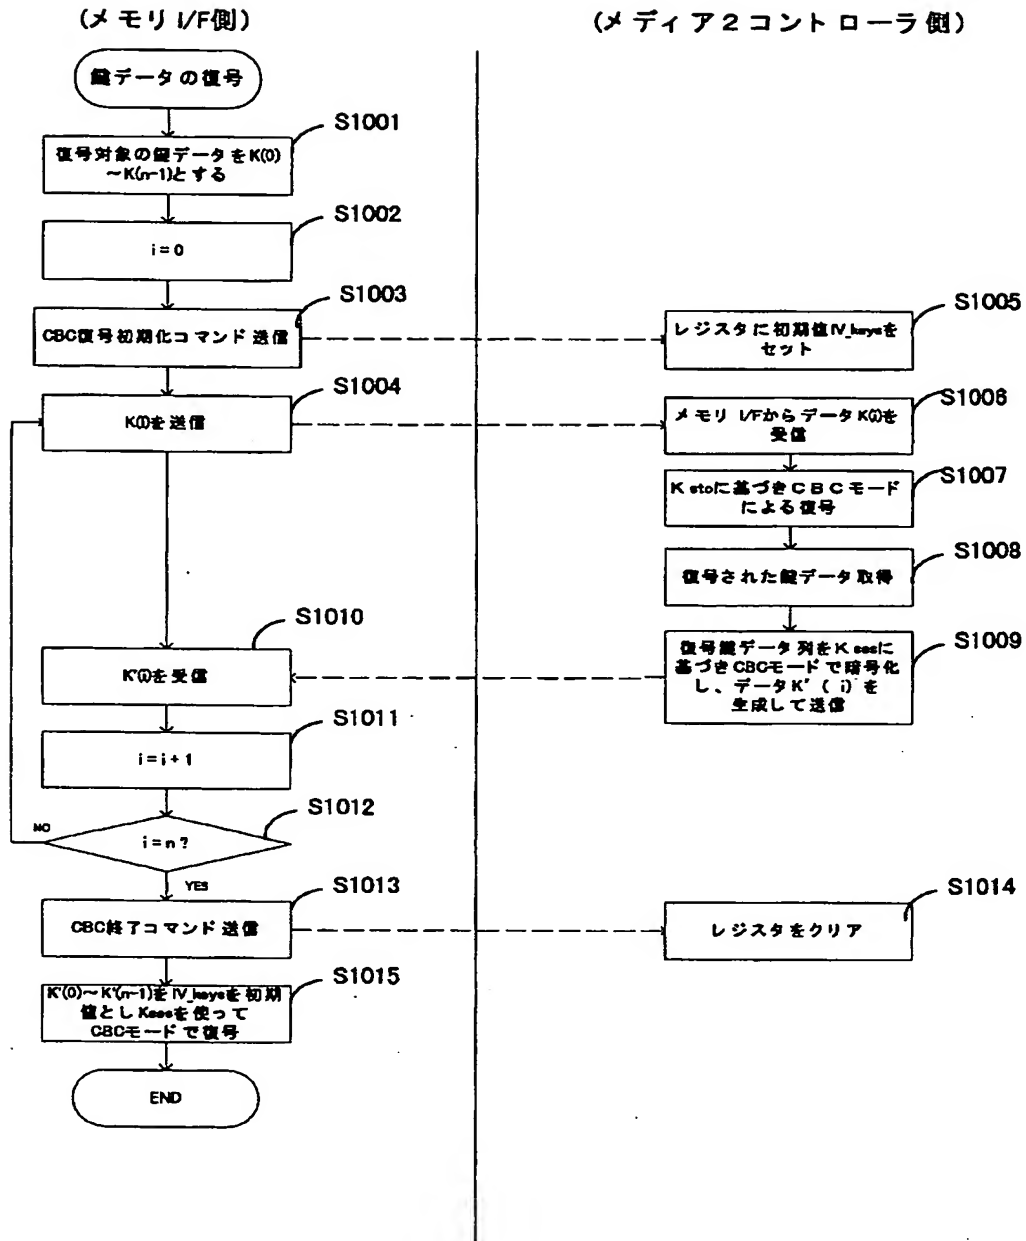 (メモリ I/F側)
(メディア2コントローラ側)
鍵データの復号
S1001
復号対象の鍵データをK(0)
～K(n-1)とする
S1002
i=0
S1003
CBC復号初期化コマンド送信
S1005
レジスタに初期値IV_keysを
セット
S1004
K(i)を送信
S1006
メモリ I/FからデータK(i)を
受信
S1007
K stoに基づきCBCモード
による復号
S1008
復号された鍵データ取得
S1010
K'(i)を受信
S1009
復号鍵データ列をK sesに
基づきCBCモードで暗号化
し、データK'(i)を
生成して送信
S1011
i=i+1
S1012
i=n?
NO
YES
S1013
CBC終了コマンド送信
S1014
レジスタをクリア
S1015
K'(0)～K'(n-1)をIV_keysを初期
値としKsesを使って
CBCモードで復号
END